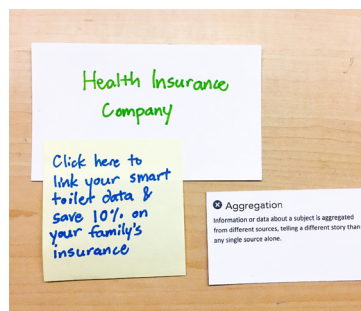 Health Insurance
Company
Click here to
link your smart
toilet data &
save 10% on
your family's
insurance
Aggregation
Information or data about a subject is aggregated
from different sources, telling a different story than
any single source alone.